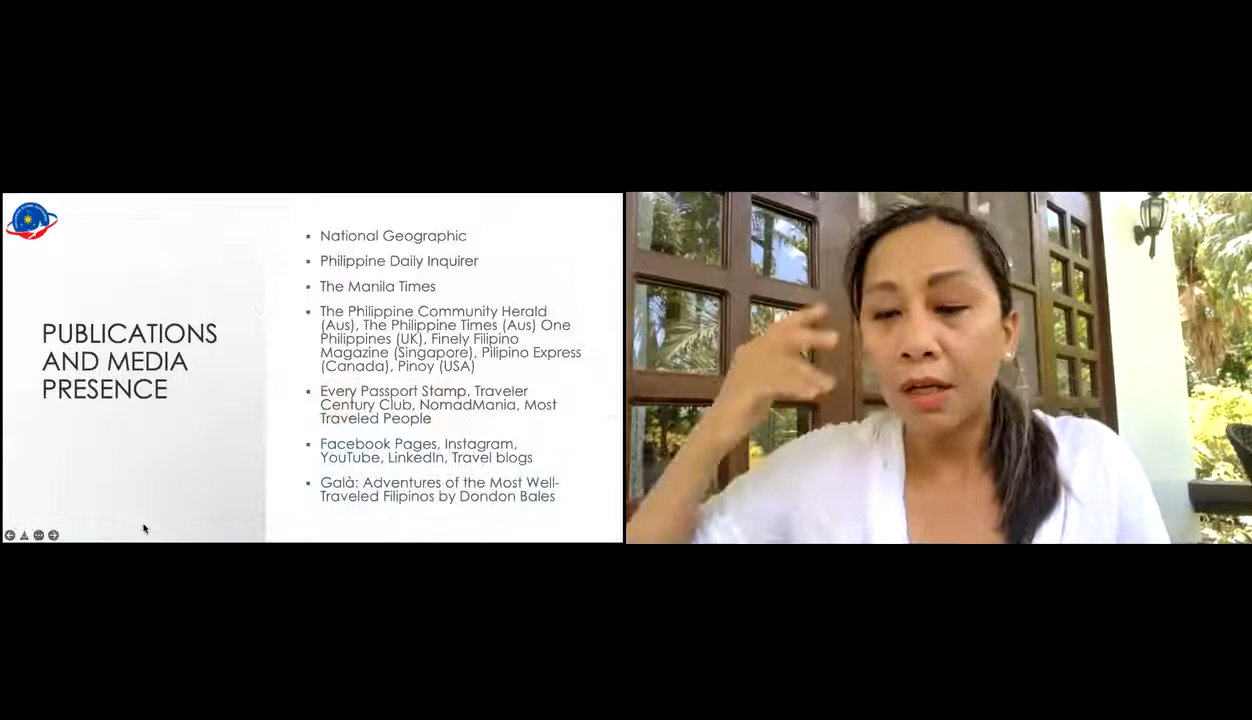 PUBLICATIONS
AND MEDIA
PRESENCE
▪ National Geographic
▪ Philippine Daily Inquirer
▪ The Manila Times
▪ The Philippine Community Herald
(Aus), The Philippine Times (Aus) One
Philippines (UK), Finely Filipino
Magazine (Singapore), Pilipino Express
(Canada), Pinoy (USA)
▪ Every Passport Stamp, Traveler
Century Club, NomadMania, Most
Traveled People
▪ Facebook Pages, Instagram,
YouTube, LinkedIn, Travel blogs
▪ Galà: Adventures of the Most Well-
Traveled Filipinos by Dondon Bales